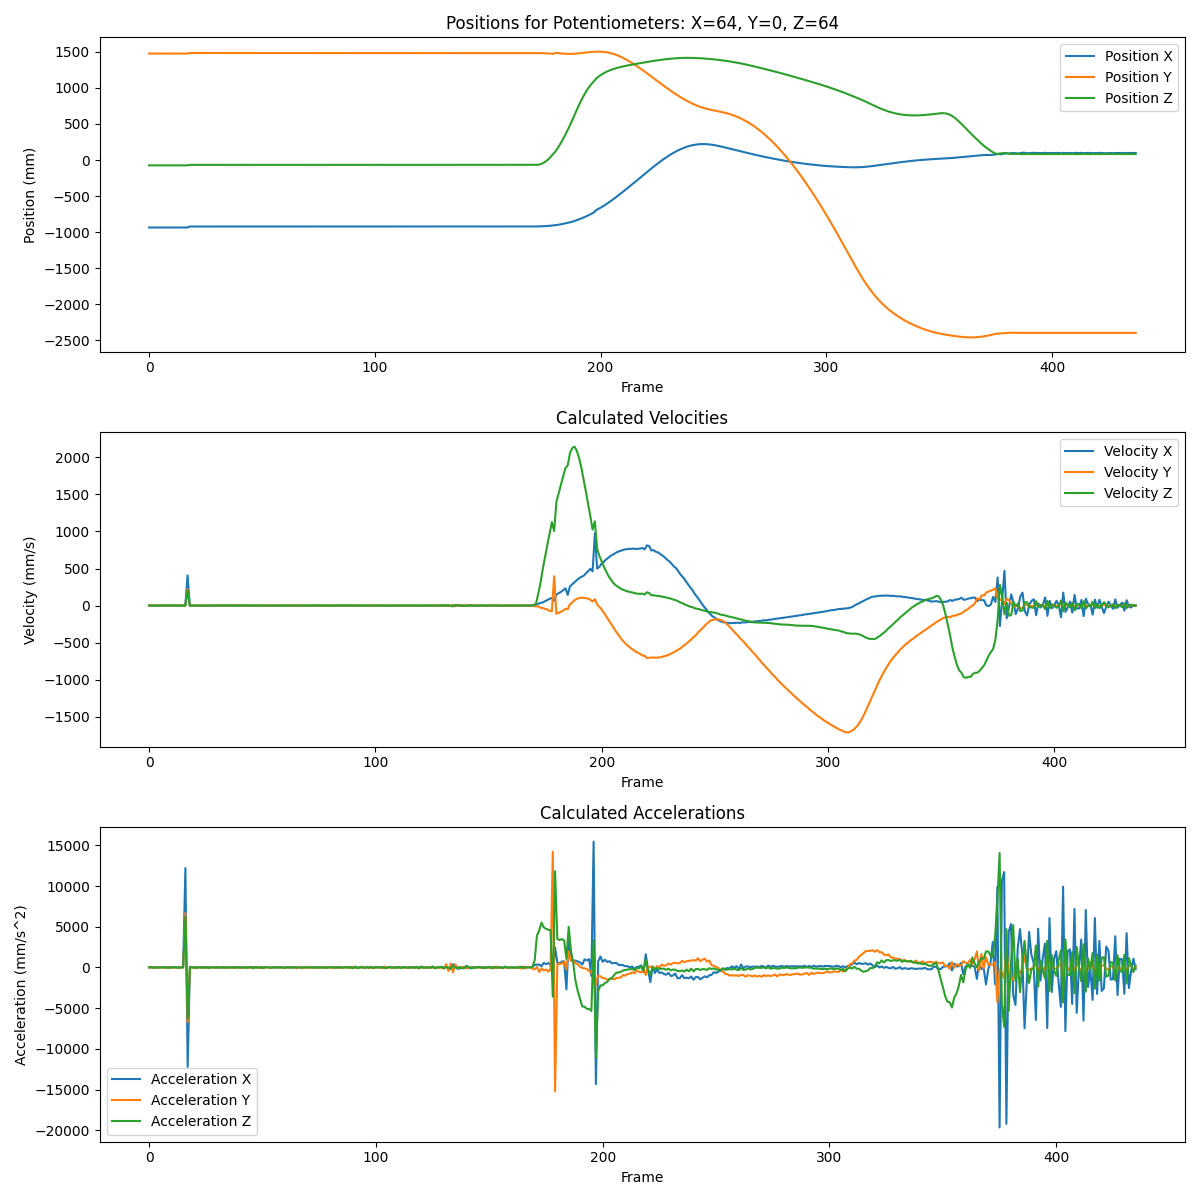 Positions for Potentiometers: X=64, Y=0, Z=64
1500
1000
500
0
−500
−1000
−1500
−2000
−2500
Position (mm)
Position X
Position Y
Position Z
0 100 200 300 400
Frame
Calculated Velocities
2000
1500
1000
500
0
−500
−1000
−1500
Velocity (mm/s)
Velocity X
Velocity Y
Velocity Z
0 100 200 300 400
Frame
Calculated Accelerations
15000
10000
5000
0
−5000
−10000
−15000
−20000
Acceleration (mm/s^2)
Acceleration X
Acceleration Y
Acceleration Z
0 100 200 300 400
Frame